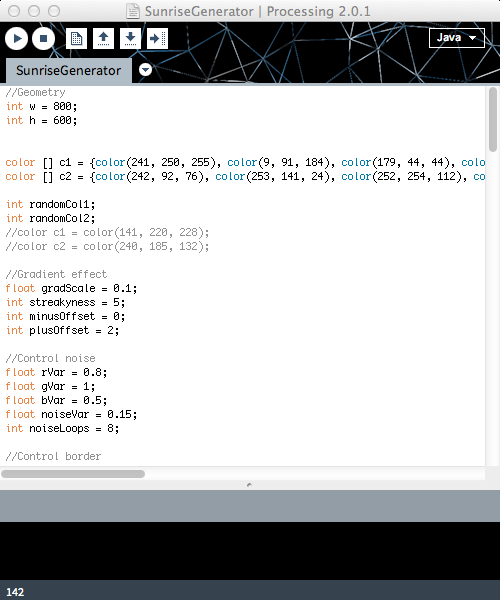 SunriseGenerator | Processing 2.0.1
Java
SunriseGenerator
//Geometry
int w = 800;
int h = 600;
color [] c1 = {color(241, 250, 255), color(9, 91, 184), color(179, 44, 44), colo
color [] c2 = {color(242, 92, 76), color(253, 141, 24), color(252, 254, 112), co
int randomCol1;
int randomCol2;
//color c1 = color(141, 220, 228);
//color c2 = color(240, 185, 132);
//Gradient effect
float gradScale = 0.1;
int streakyness = 5;
int minusOffset = 0;
int plusOffset = 2;
//Control noise
float rVar = 0.8;
float gVar = 1;
float bVar = 0.5;
float noiseVar = 0.15;
int noiseLoops = 8;
//Control border
142